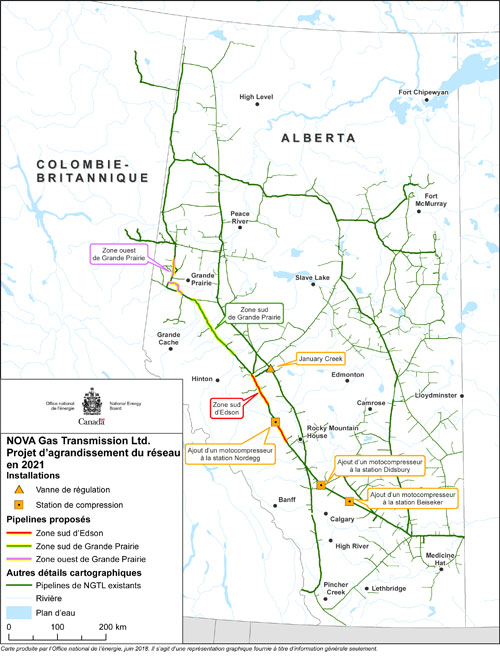 High Level
Fort Chipewyan
ALBERTA
COLOMBIE-
BRITANNIQUE
Fort
McMurray
Peace
River
Zone ouest
de Grande Prairie
Grande
Prairie
Slave Lake
Zone sud
de Grande Prairie
Grande
Cache
January Creek
Hinton
Edmonton
Zone sud
d'Edson
Camrose
Lloydminster
Rocky Mountain
House
Ajout d'un motocompresseur
à la station Nordegg
Ajout d'un motocompresseur
à la station Didsbury
Ajout d'un motocompresseur
à la station Beiseker
Banff
Calgary
High River
Medicine
Hat
Pincher
Creek
Lethbridge
Office national
de l'énergie
National Energy
Board
Canada
NOVA Gas Transmission Ltd.
Projet d'agrandissement du réseau
en 2021
Installations
Vanne de régulation
Station de compression
Pipelines proposés
Zone sud d'Edson
Zone sud de Grande Prairie
Zone ouest de Grande Prairie
Autres détails cartographiques
Pipelines de NGTL existants
Rivière
Plan d'eau
0 100 200 km
Carte produite par l'Office national de l'énergie, juin 2018. Il s'agit d'une représentation graphique fournie à titre d'information générale seulement.